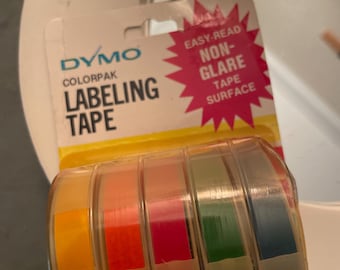 DYMO
COLORPAK
LABELING
TAPE
EASY-READ
NON-
GLARE
TAPE
SURFACE